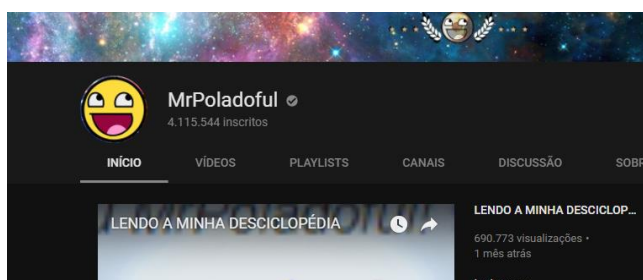 MrPoladoful
4.115.544 inscritos
INÍCIO VÍDEOS PLAYLISTS CANAIS DISCUSSÃO SOBR
LENDO A MINHA DESCICLOPÉDIA
LENDO A MINHA DESCICLOP...
690.773 visualizações •
1 mês atrás